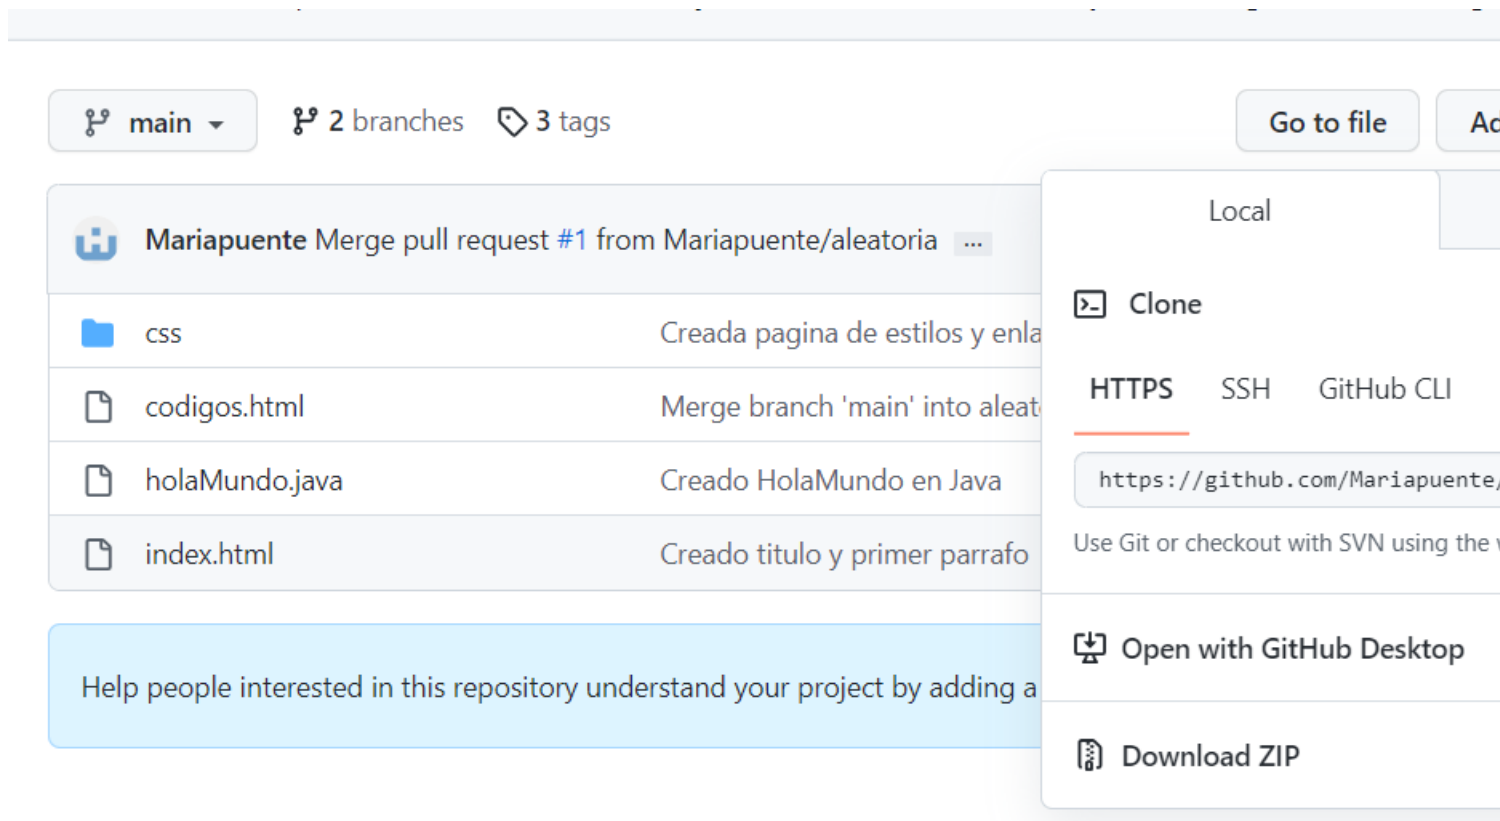 main
2 branches
3 tags
Go to file
Local
Mariapuente Merge pull request #1 from Mariapuente/aleatoria ...
Clone
css
Creada pagina de estilos y
HTTPS
SSH
GitHub CLI
codigos.html
Merge branch 'main' into
holaMundo.java
Creado HolaMundo en Java
https://github.com/Mariapuente/
Use Git or checkout with SVN using the
index.html
Creado titulo y primer parrafo
Open with GitHub Desktop
Help people interested in this repository understand your project by adding a
Download ZIP